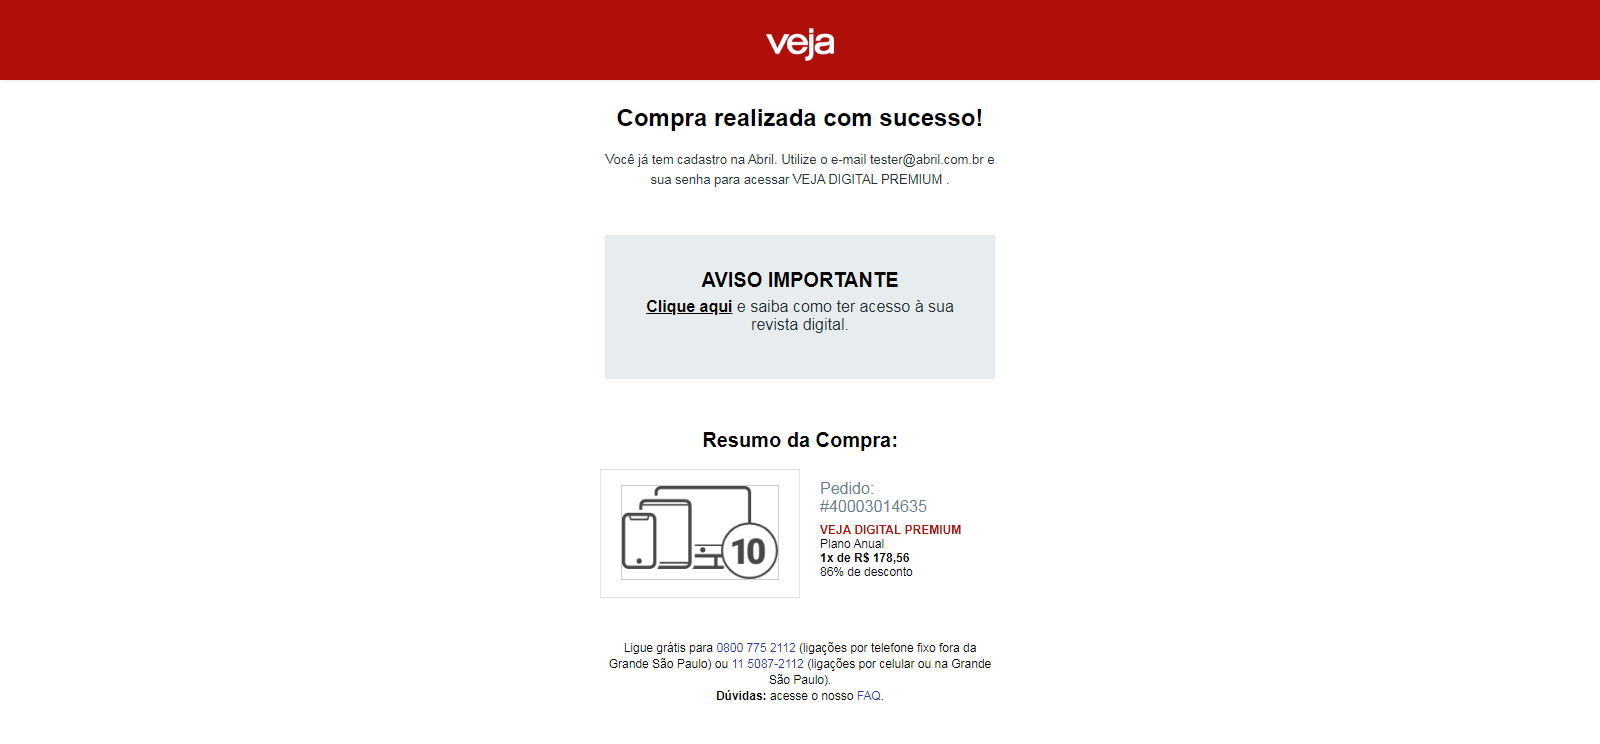 veja
Compra realizada com sucesso!
Você já tem cadastro na Abril. Utilize o e-mail tester@abril.com.br e
sua senha para acessar VEJA DIGITAL PREMIUM .
AVISO IMPORTANTE
Clique aqui e saiba como ter acesso à sua
revista digital.
Resumo da Compra:
10
Pedido:
#40003014635
VEJA DIGITAL PREMIUM
Plano Anual
1x de R$ 178,56
86% de desconto
Ligue grátis para 0800 775 2112 (ligações por telefone fixo fora da
Grande São Paulo) ou 11 5087-2112 (ligações por celular ou na Grande
São Paulo).
Dúvidas: acesse o nosso FAQ.